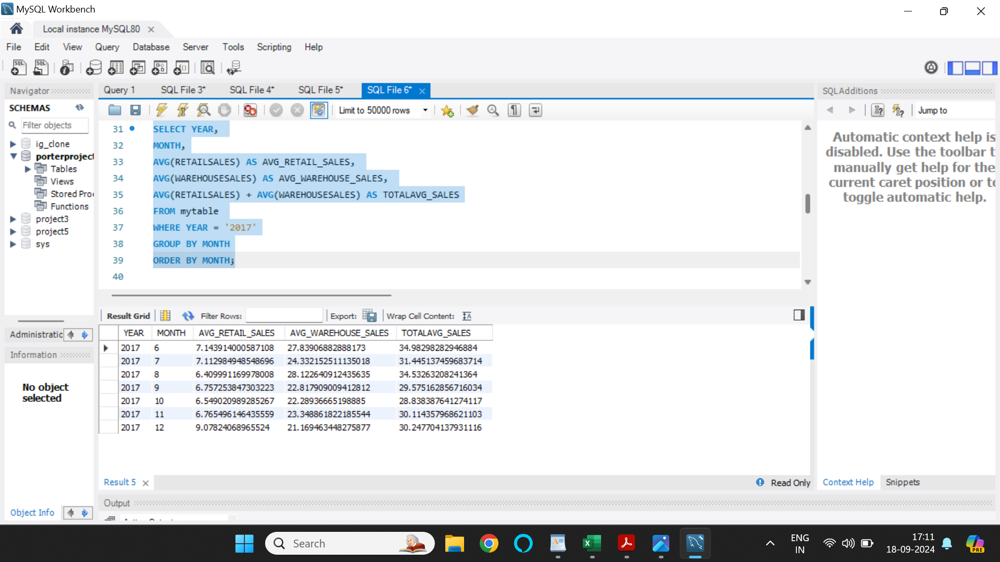 MySQL Workbench
Local instance MySQL80
File Edit View Query Database Server Tools Scripting Help
SQL SQL
Navigator
Query 1 SQL File 3* SQL File 4* SQL File 5* SQL File 6*
SQLAdditions
SCHEMAS
Limit to 50000 rows
Jump to
Filter objects
ig_clone
porterproject
Tables
Views
Stored Pro
Functions
project3
project5
sys
31 SELECT YEAR,
32 MONTH,
33 AVG(RETAILSALES) AS AVG_RETAIL_SALES,
34 AVG(WAREHOUSESALES) AS AVG_WAREHOUSE_SALES,
35 AVG(RETAILSALES) + AVG(WAREHOUSESALES) AS TOTALAVG_SALES
36 FROM mytable
37 WHERE YEAR = '2017'
38 GROUP BY MONTH
39 ORDER BY MONTH;
40
Automatic context help is
disabled. Use the toolbar t
manually get help for the
current caret position or to
toggle automatic help.
Result Grid Filter Rows: Export: Wrap Cell Content:
YEAR MONTH AVG_RETAIL_SALES AVG_WAREHOUSE_SALES TOTALAVG_SALES
2017 6 7.143914000587108 27.83906882888173 34.98298282946884
2017 7 7.112984948548696 24.332152511135018 31.445137459683714
2017 8 6.409991169978008 28.122640912435635 34.53263208241364
2017 9 6.757253847303223 22.817909009412812 29.575162856716034
2017 10 6.549020989285267 22.28936665198885 28.838387641274117
2017 11 6.765496146435559 23.348861822185544 30.114357968621103
2017 12 9.07824068965524 21.169463448275877 30.247704137931116
Administratic
Information
No object
selected
Result 5
Read Only
Context Help Snippets
Output
Object Info
Search
ENG
IN
17:11
18-09-2024
PRE